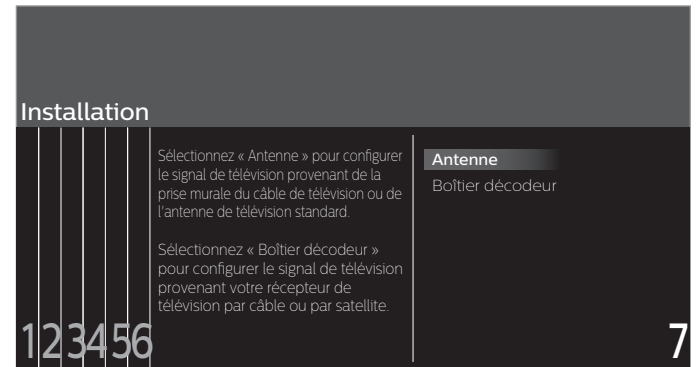 Installation
Sélectionnez « Antenne » pour configurer
le signal de télévision provenant de la
prise murale du câble de télévision ou de
l'antenne de télévision standard.
Sélectionnez « Boîtier décodeur »
pour configurer le signal de télévision
provenant votre récepteur de
télévision par câble ou par satellite.
Antenne
Boîtier décodeur
123456
7